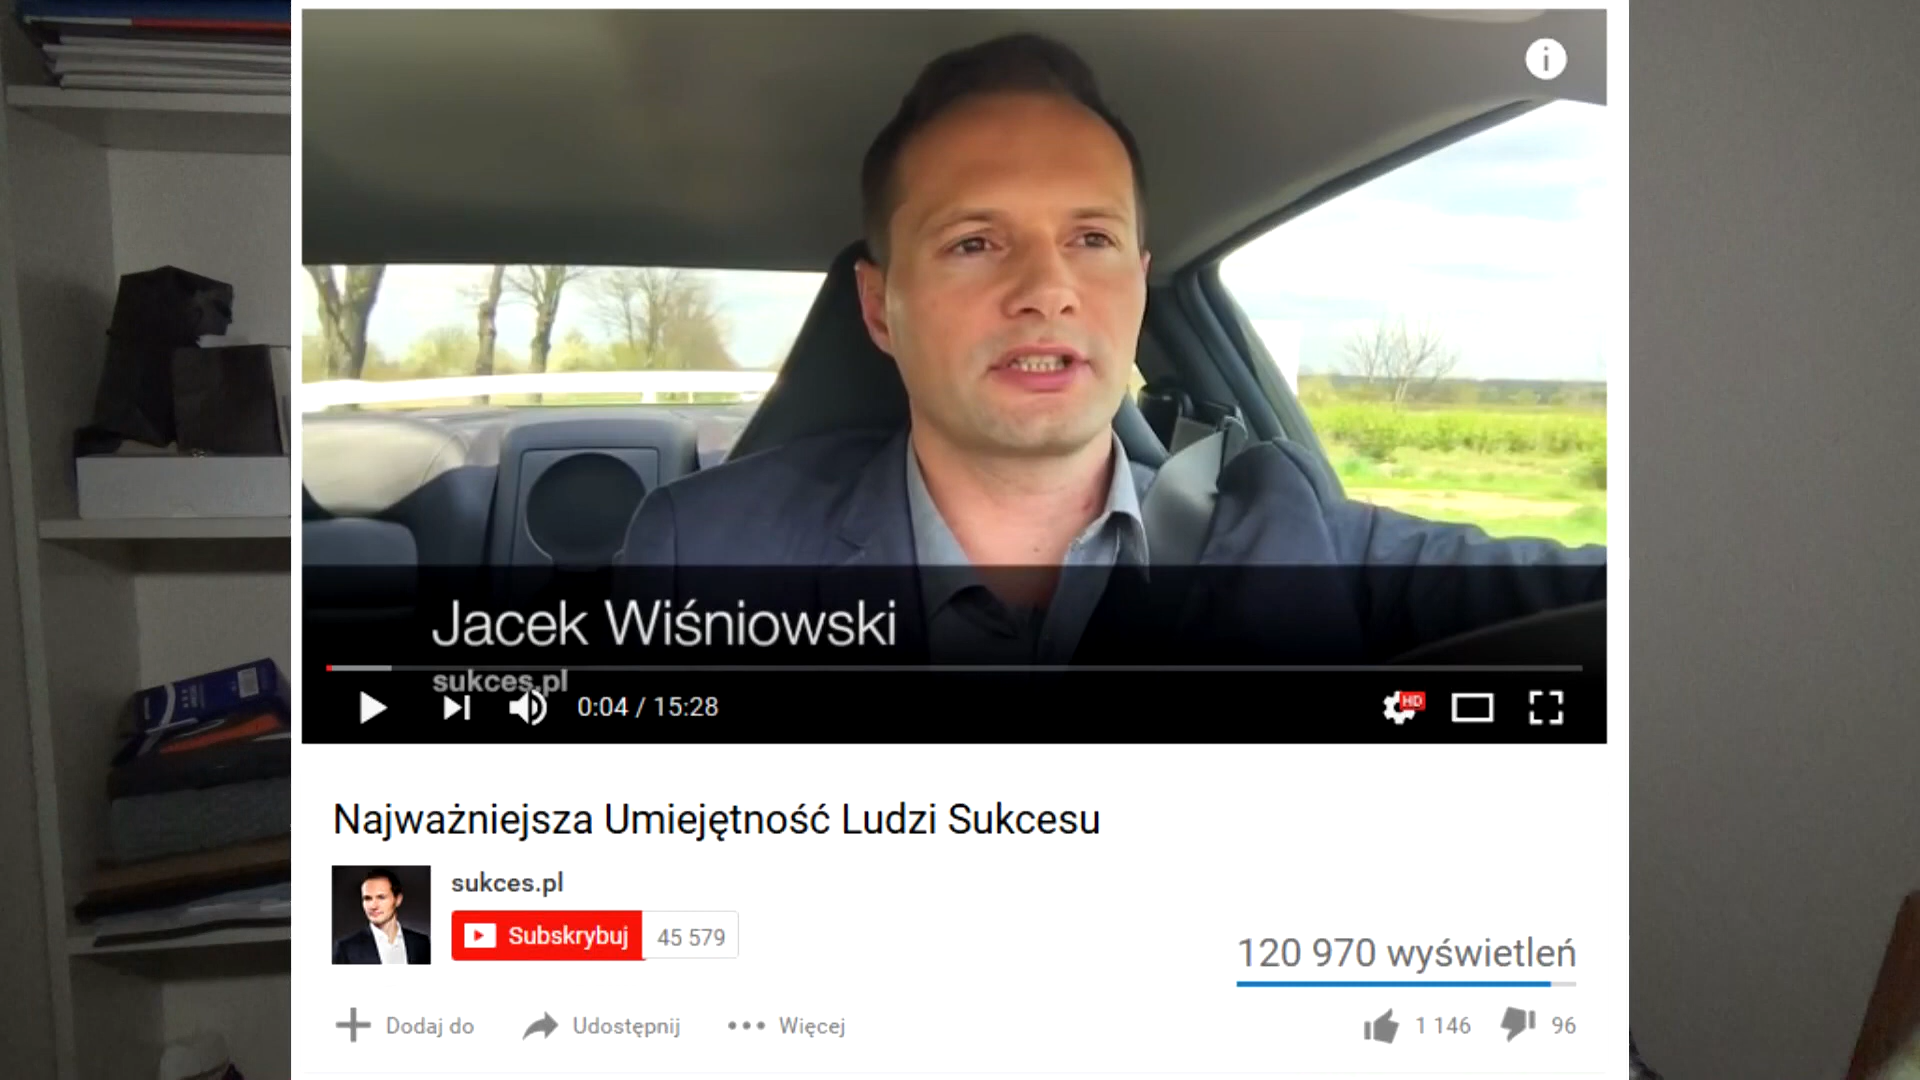 Jacek Wiśniowski
sukces.pl
0:04 / 15:28
HD
Najważniejsza Umiejętność Ludzi Sukcesu
sukces.pl
Subskrybuj 45 579
120 970 wyświetleń
Dodaj do Udostępnij Więcej 1 146 96